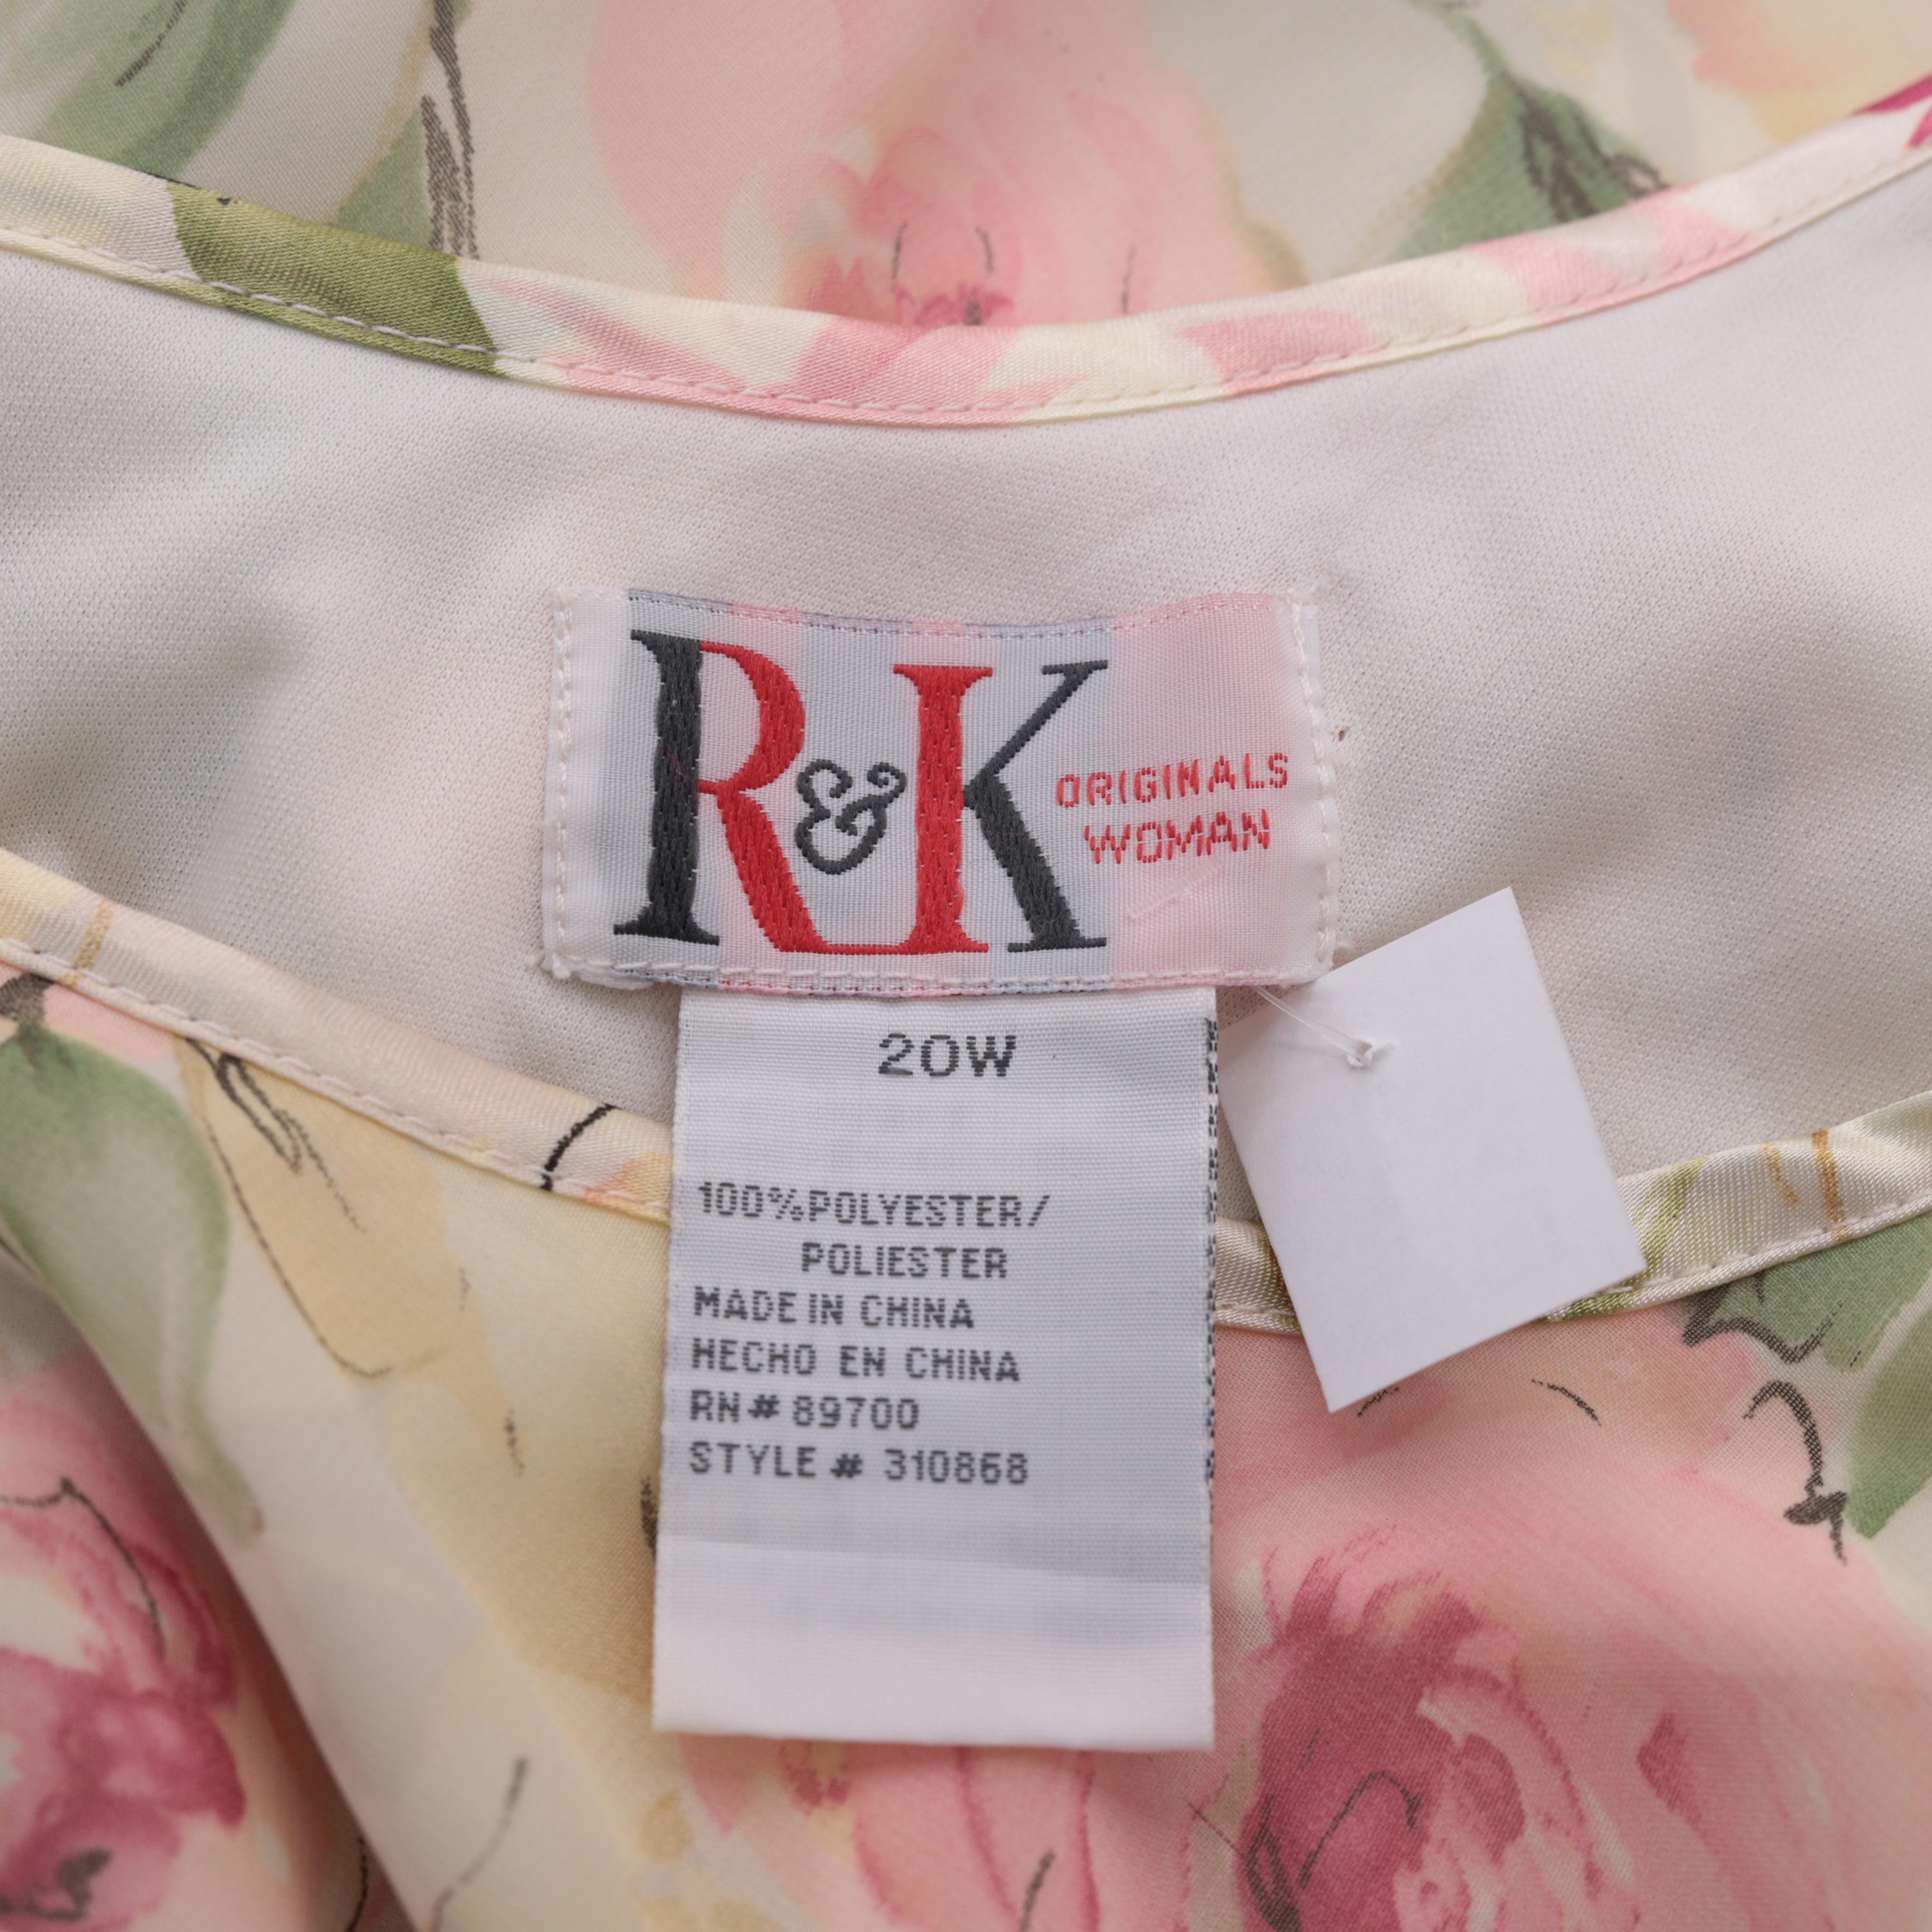 R&K ORIGINALS
WOMAN
20W
100%POLYESTER/
POLIESTER
MADE IN CHINA
HECHO EN CHINA
RN# 89700
STYLE # 310868